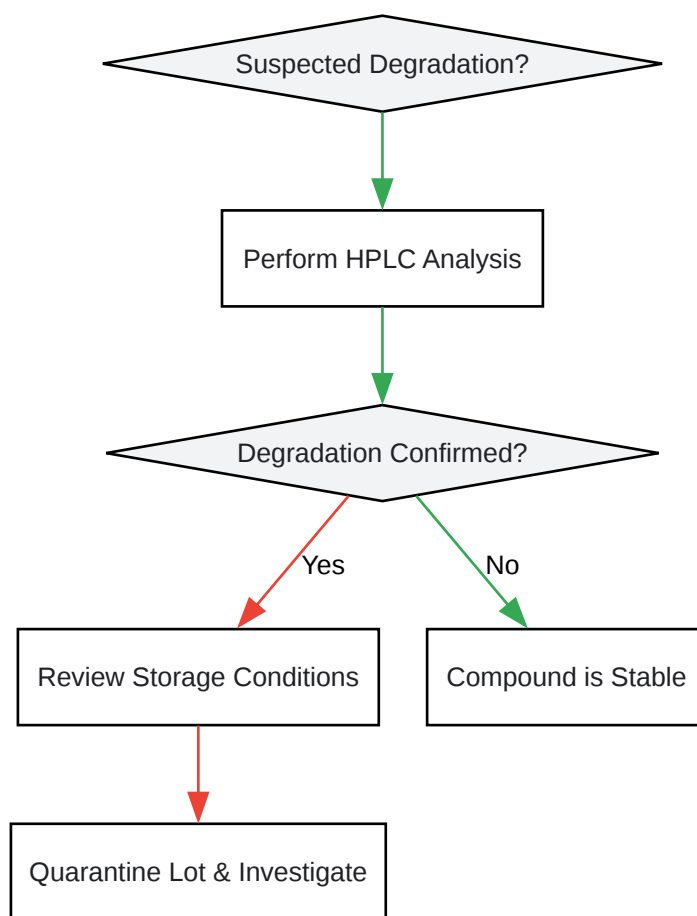 Suspected Degradation?
Perform HPLC Analysis
Degradation Confirmed?
Yes
No
Review Storage Conditions
Compound is Stable
Quarantine Lot & Investigate